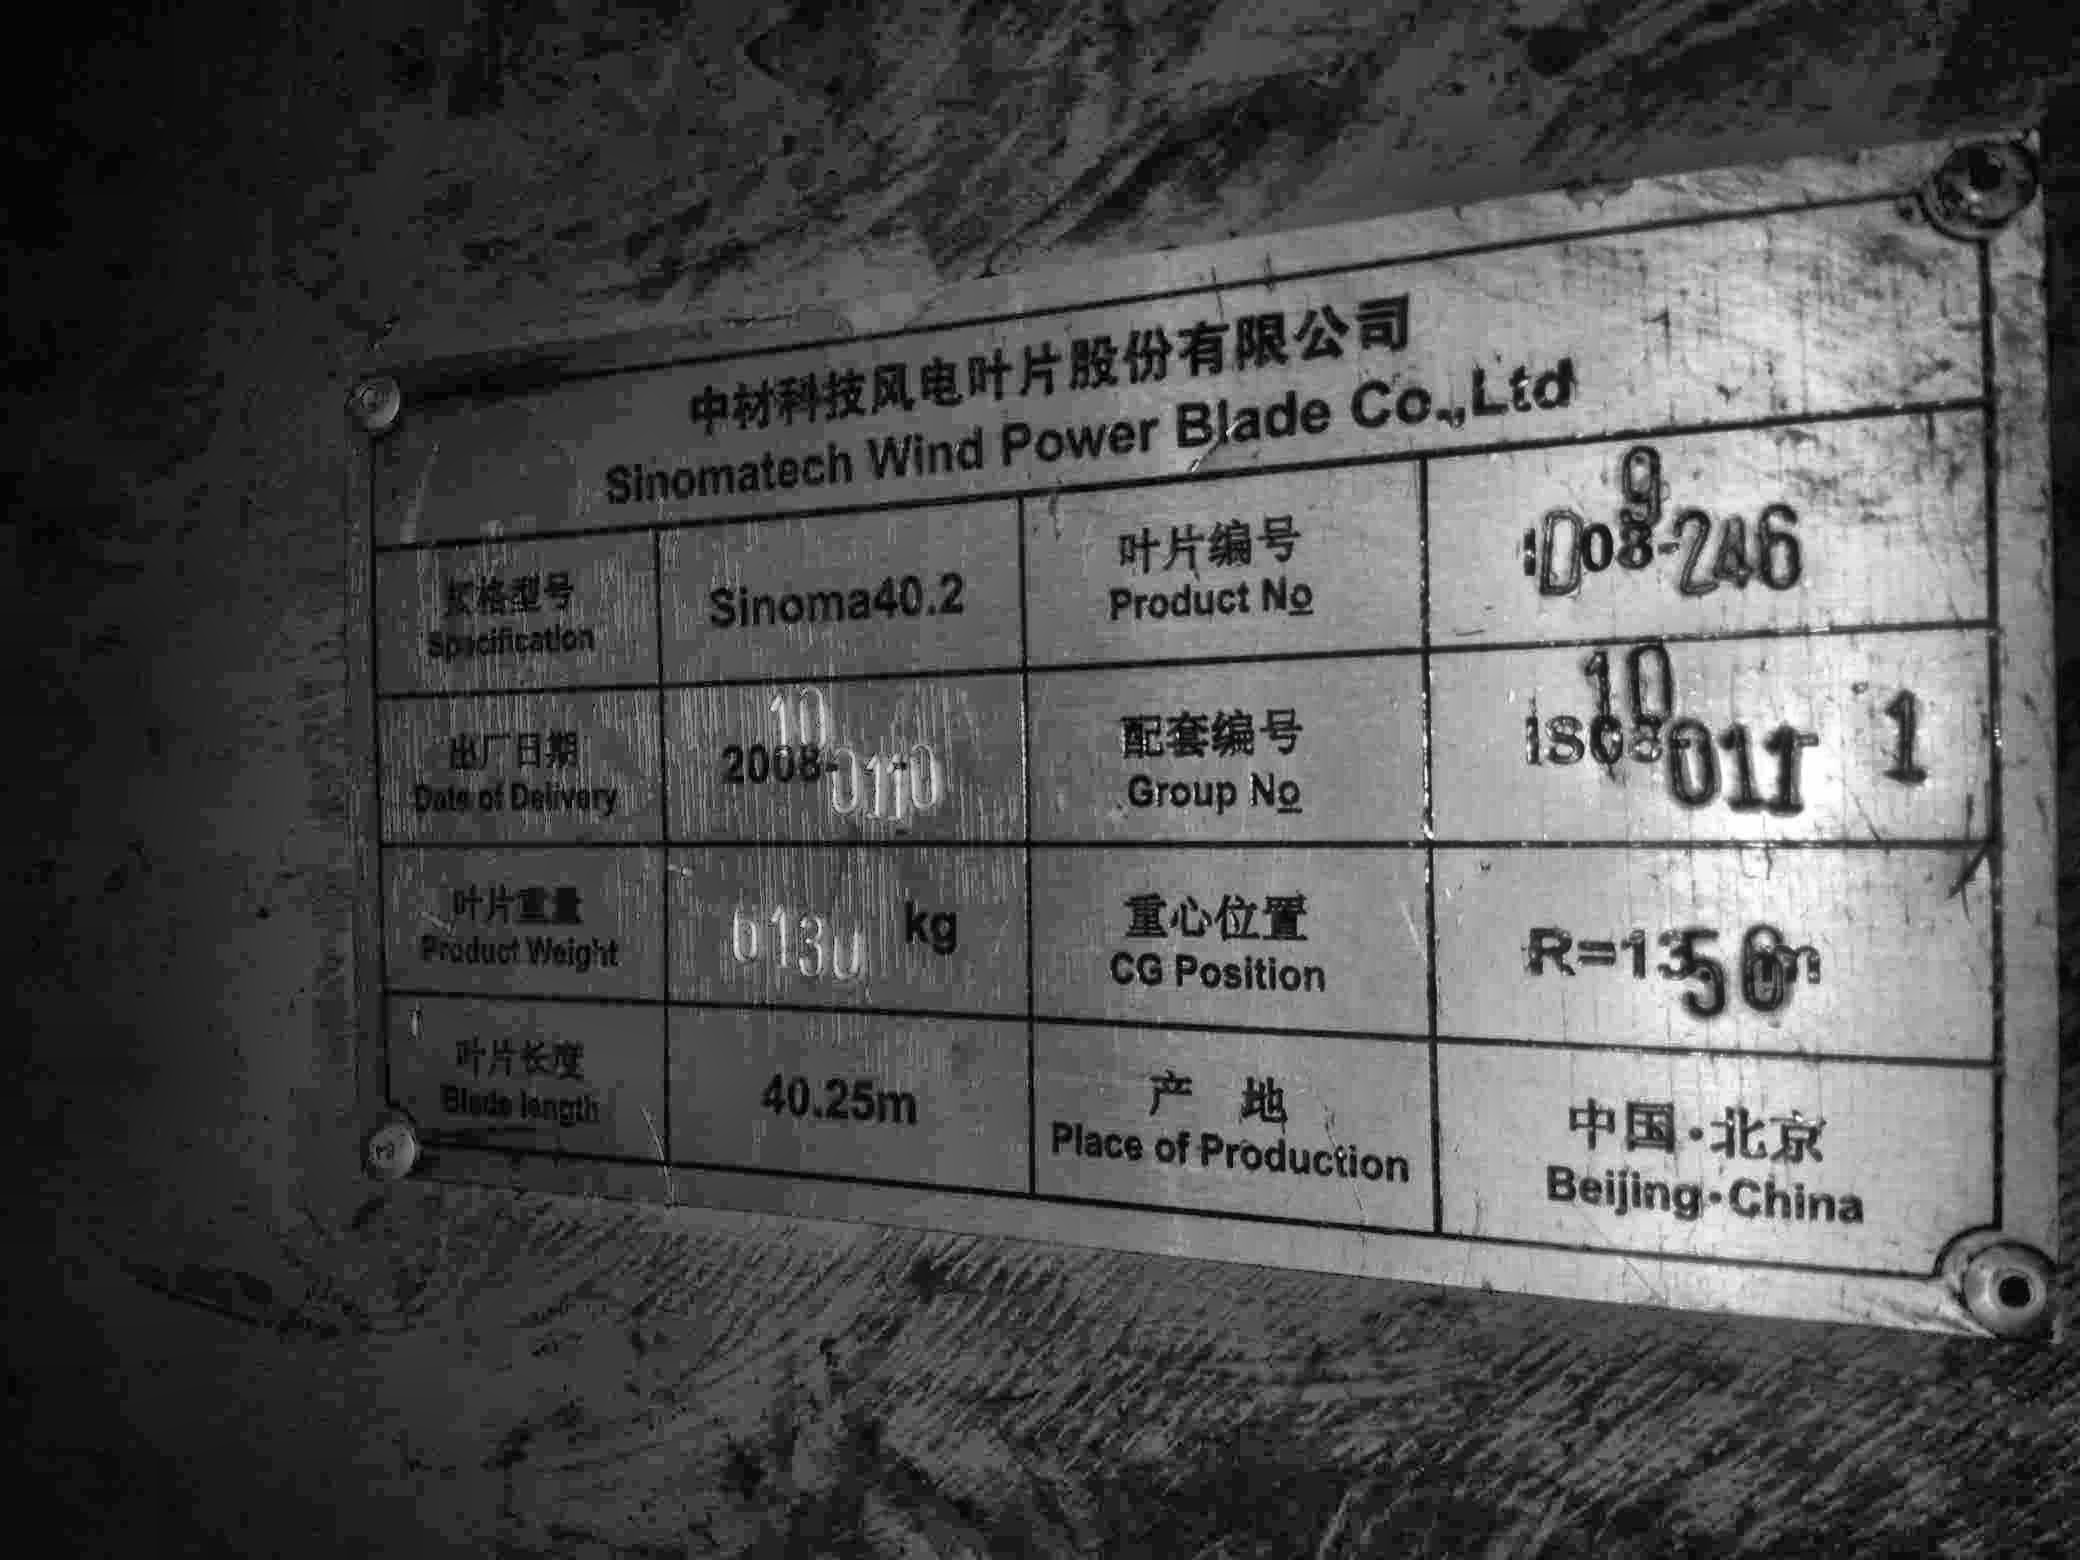 中材科技风电叶片股份有限公司
Sinomatech Wind Power Blade Co.,Ltd
规格型号
Specification
Sinoma40.2
叶片编号
Product No
9
08-2A6
出厂日期
Date of Delivery
10
2008-0110
配套编号
Group No
10
is08 011 1
叶片重量
Product Weight
6130 kg
重心位置
CG Position
R=13 50m
叶片长度
Blade length
40.25m
产 地
Place of Production
中国·北京
Beijing·China